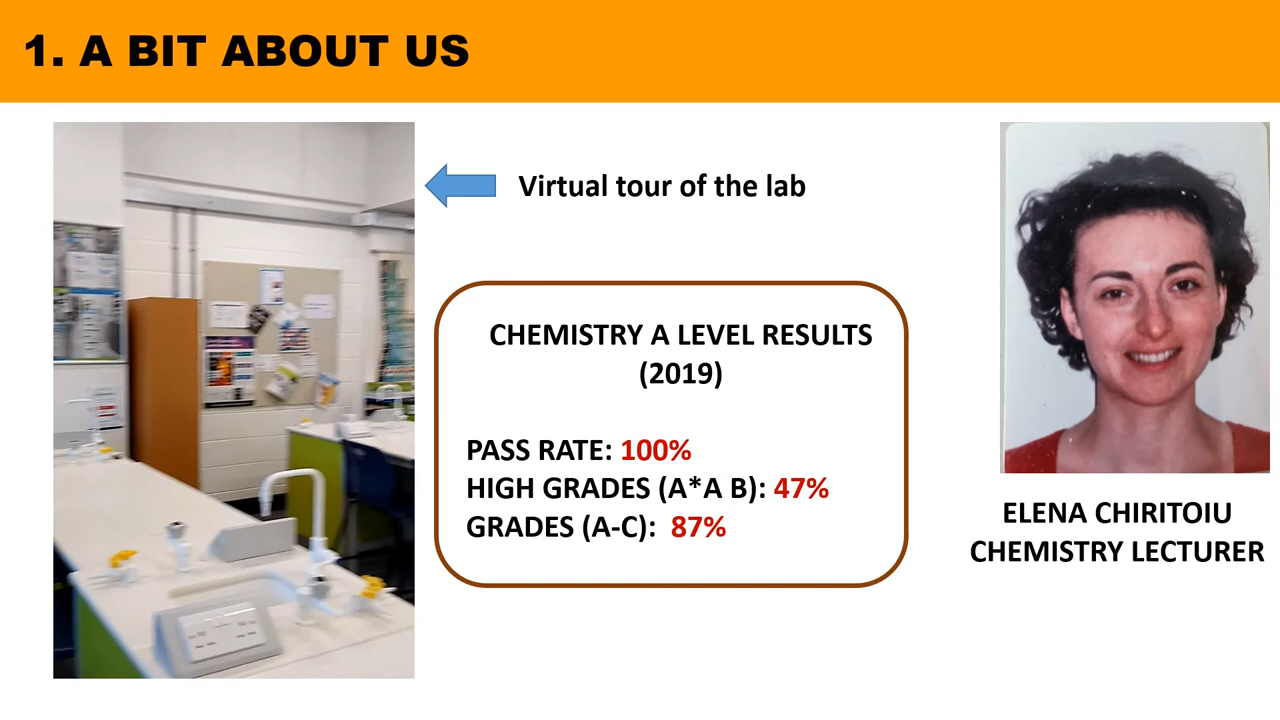 1. A BIT ABOUT US
Virtual tour of the lab
CHEMISTRY A LEVEL RESULTS
(2019)
PASS RATE: 100%
HIGH GRADES (A*A B): 47%
GRADES (A-C): 87%
ELENA CHIRITOIU
CHEMISTRY LECTURER